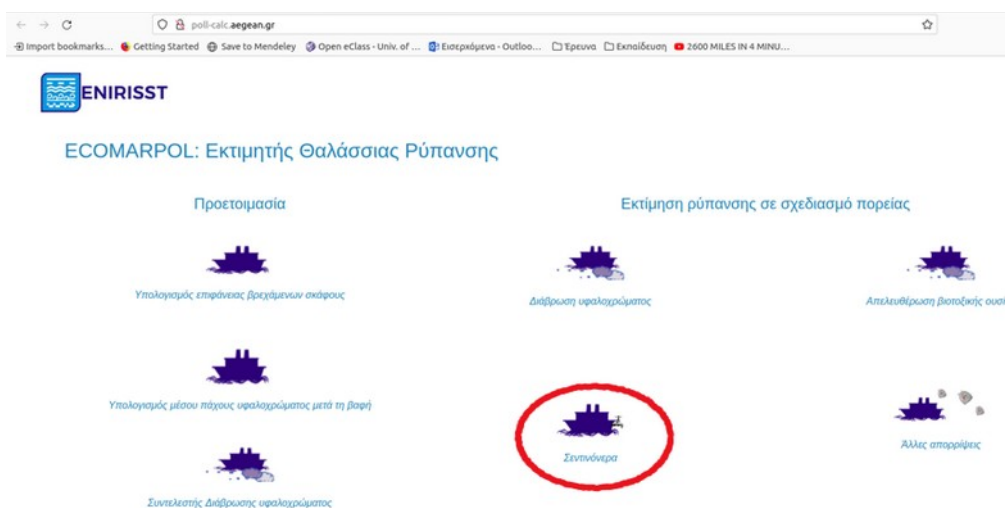 poll-calc.aegean.gr
Import bookmarks... Getting Started Save to Mendeley Open eClass - Univ. of ... Εισερχόμενα - Outloo... Έρευνα Εκπαίδευση 2600 MILES IN 4 MINU...
ENIRISST
ECOMARPOL: Εκτιμητής Θαλάσσιας Ρύπανσης
Προετοιμασία
Υπολογισμός επιφάνειας βρεχάμενων σκάφους
Υπολογισμός μέσου πάχους υφαλοχρώματος μετά τη βαφή
Συντελεστής Διάβρωσης υφαλοχρώματος
Εκτίμηση ρύπανσης σε σχεδιασμό πορείας
Διάβρωση υφαλοχρώματος
Απελευθέρωση βιοτοξικής ουσί
Σεντινόνερα
Άλλες απορρίψεις